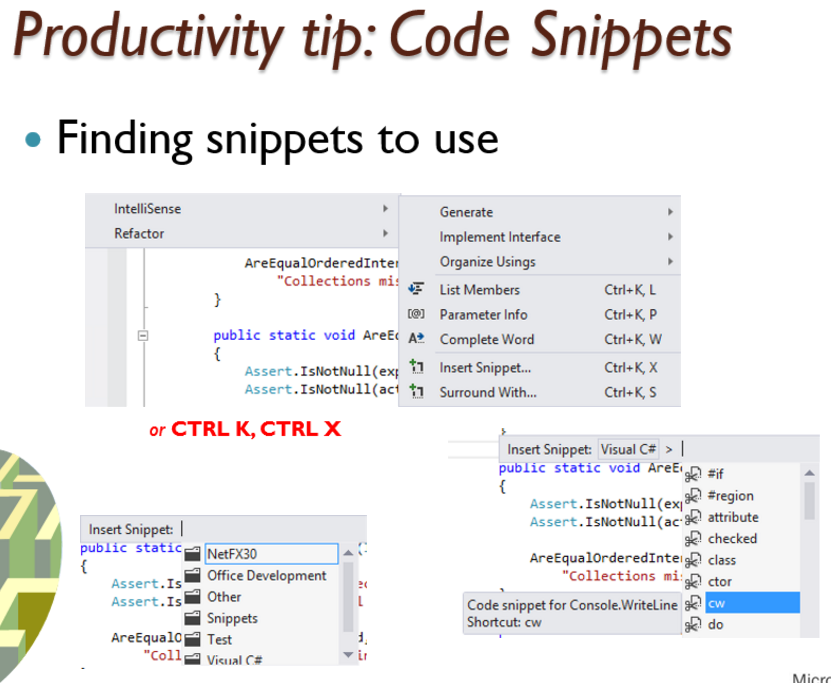 Productivity tip: Code Snippets
Finding snippets to use
IntelliSense
Refactor
AreEqualOrderedInter
"Collections mis
}
public static void AreEq
{
Assert.IsNotNull(exp
Assert.IsNotNull(act
Generate
Implement Interface
Organize Usings
List Members Ctrl+K, L
Parameter Info Ctrl+K, P
Complete Word Ctrl+K, W
Insert Snippet... Ctrl+K, X
Surround With... Ctrl+K, S
or CTRL K, CTRL X
Insert Snippet:
public static
{
Assert.Is
Assert.Is
AreEqualO
"Coll
NetFX30
Office Development
Other
Snippets
Test
Visual C#
}
Insert Snippet: Visual C# >
public static void AreE
{
Assert.IsNotNull(exp
Assert.IsNotNull(ac
AreEqualOrderedInte
"Collections mi
#if
#region
attribute
checked
class
ctor
cw
do
Code snippet for Console.WriteLine
Shortcut: cw